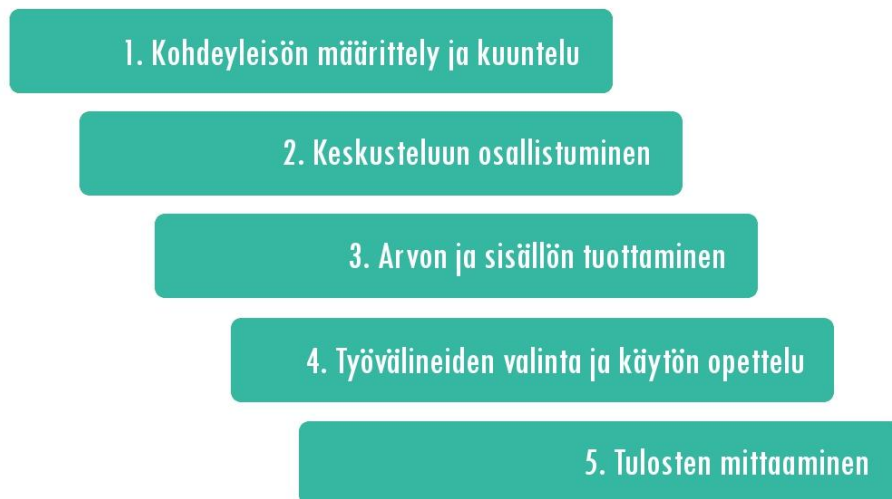 1. Kohdeyleisön määrittely ja kuuntelu
2. Keskusteluun osallistuminen
3. Arvon ja sisällön tuottaminen
4. Työvälineiden valinta ja käytön opettelu
5. Tulosten mittaaminen